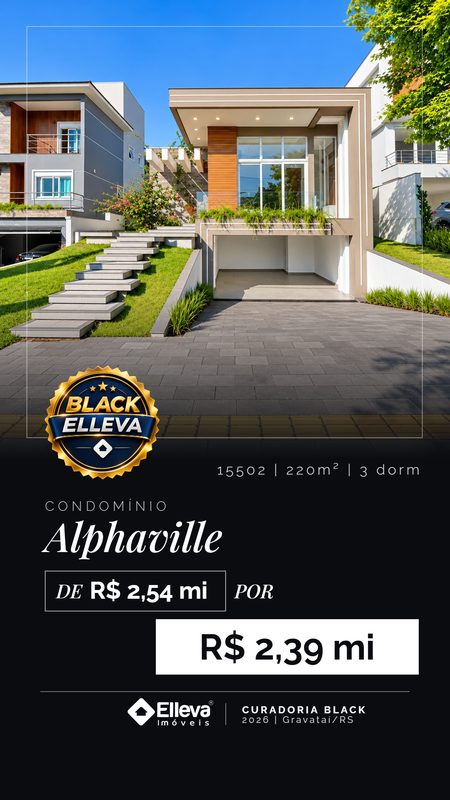 BLACK
ELLEVA
15502 | 220m² | 3 dorm
CONDOMÍNIO
Alphaville
DE R$ 2,54 mi POR
R$ 2,39 mi
Elleva
imóveis
CURADORIA BLACK
2026 | Gravataí/RS